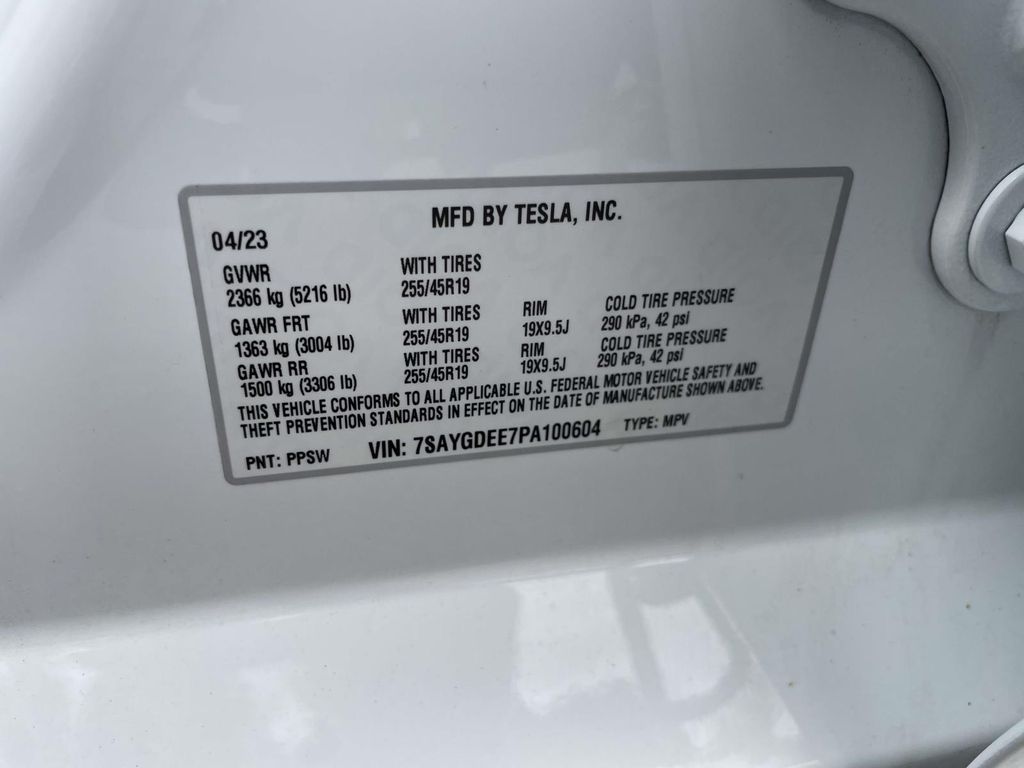 MFD BY TESLA, INC.
04/23
GVWR WITH TIRES
2366 kg (5216 lb) 255/45R19
GAWR FRT WITH TIRES RIM COLD TIRE PRESSURE
1363 kg (3004 lb) 255/45R19 19X9.5J 290 kPa, 42 psi
GAWR RR WITH TIRES RIM COLD TIRE PRESSURE
1500 kg (3306 lb) 255/45R19 19X9.5J 290 kPa, 42 psi
THIS VEHICLE CONFORMS TO ALL APPLICABLE U.S. FEDERAL MOTOR VEHICLE SAFETY AND
THEFT PREVENTION STANDARDS IN EFFECT ON THE DATE OF MANUFACTURE SHOWN ABOVE.
PNT: PPSW VIN: 7SAYGDEE7PA100604 TYPE: MPV